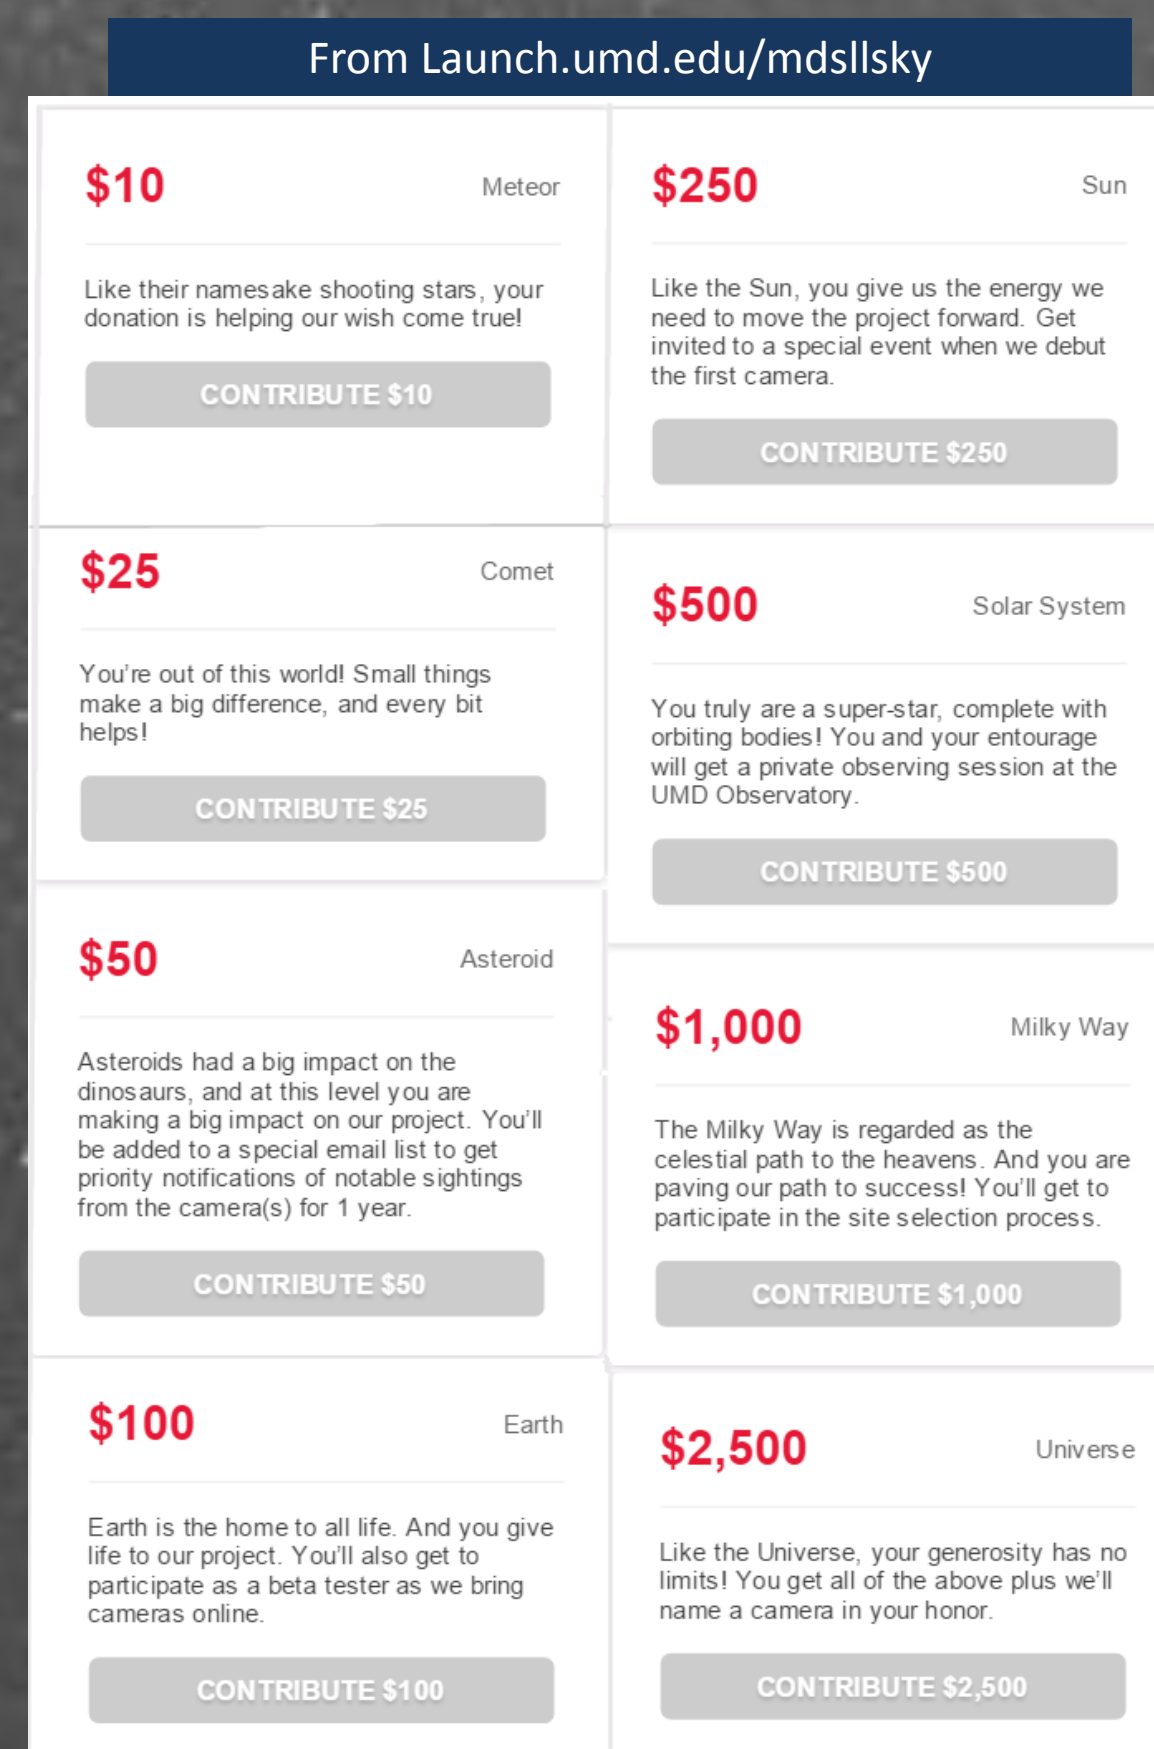 From Launch.umd.edu/mdsllsky
$10 Meteor
Like their namesake shooting stars, your
donation is helping our wish come true!
CONTRIBUTE $10
$25 Comet
You're out of this world! Small things
make a big difference, and every bit
helps!
CONTRIBUTE $25
$50 Asteroid
Asteroids had a big impact on the
dinosaurs, and at this level you are
making a big impact on our project. You'll
be added to a special email list to get
priority notifications of notable sightings
from the camera(s) for 1 year.
CONTRIBUTE $50
$100 Earth
Earth is the home to all life. And you give
life to our project. You'll also get to
participate as a beta tester as we bring
cameras online.
CONTRIBUTE $100
$250 Sun
Like the Sun, you give us the energy we
need to move the project forward. Get
invited to a special event when we debut
the first camera.
CONTRIBUTE $250
$500 Solar System
You truly are a super-star, complete with
orbiting bodies! You and your entourage
will get a private observing session at the
UMD Observatory.
CONTRIBUTE $500
$1,000 Milky Way
The Milky Way is regarded as the
celestial path to the heavens. And you are
paving our path to success! You'll get to
participate in the site selection process.
CONTRIBUTE $1,000
$2,500 Universe
Like the Universe, your generosity has no
limits! You get all of the above plus we'll
name a camera in your honor.
CONTRIBUTE $2,500